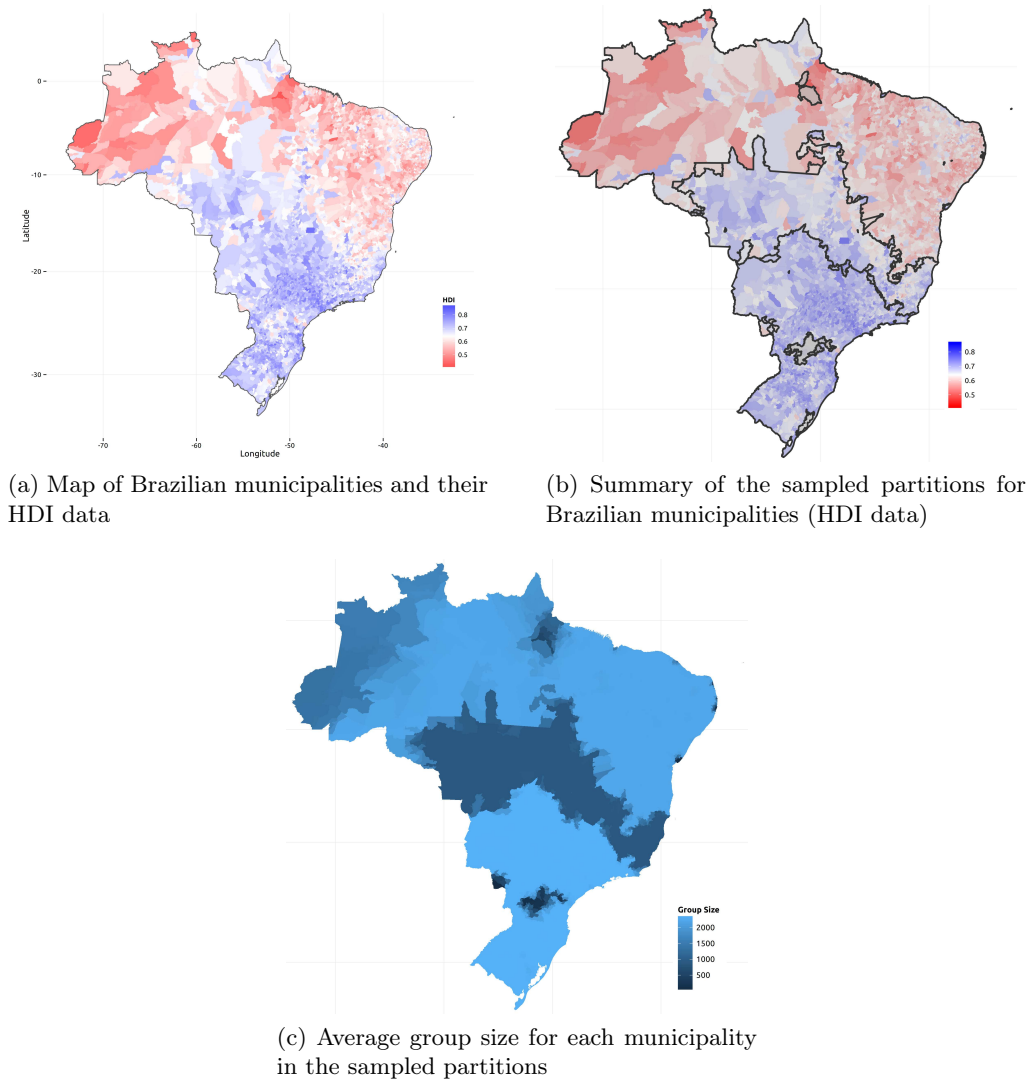 0
-10
-20
-30
Latitude
-70
-60
-50
-40
Longitude
HDI
0.8
0.7
0.6
0.5
0.8
0.7
0.6
0.5
(a) Map of Brazilian municipalities and their
HDI data
(b) Summary of the sampled partitions for
Brazilian municipalities (HDI data)
Group Size
2000
1500
1000
500
(c) Average group size for each municipality
in the sampled partitions